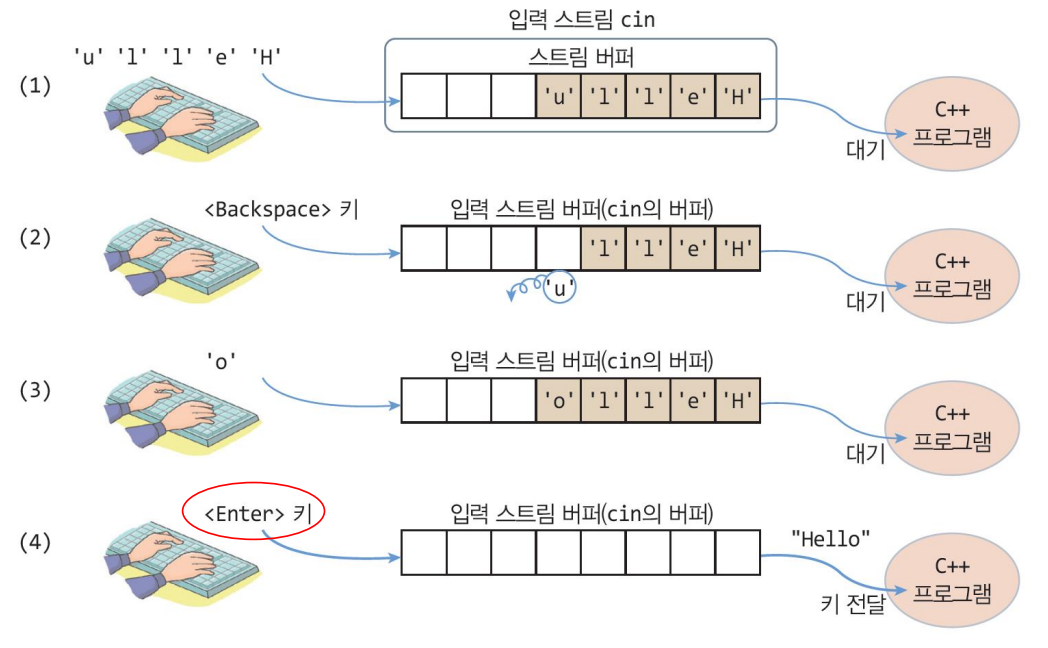 입력 스트림 cin
'u' 'l' 'l' 'e' 'H'
스트림 버퍼
(1)
'u' 'l' 'l' 'e' 'H'
C++
프로그램
대기
<Backspace> 키
입력 스트림 버퍼(cin의 버퍼)
(2)
'l' 'l' 'e' 'H'
'u'
C++
프로그램
대기
'o'
입력 스트림 버퍼(cin의 버퍼)
(3)
'o' 'l' 'l' 'e' 'H'
C++
프로그램
대기
<Enter> 키
입력 스트림 버퍼(cin의 버퍼)
(4)
"Hello"
C++
프로그램
키 전달